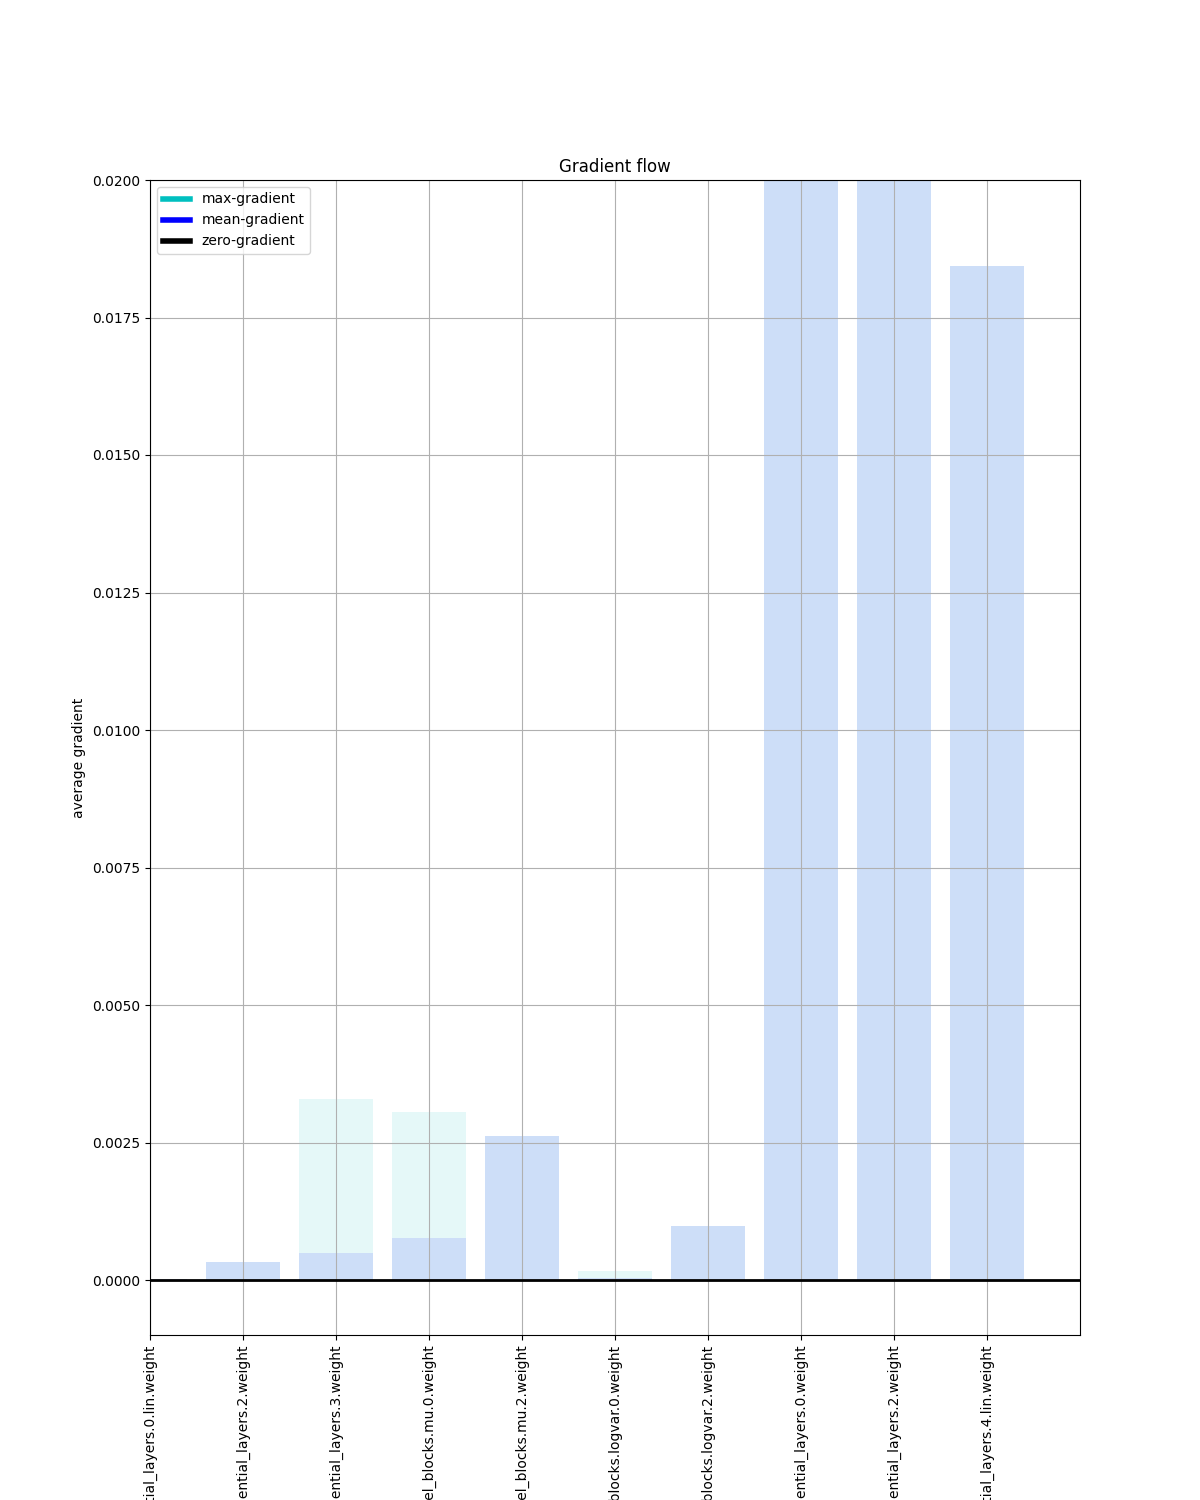 Gradient flow
max-gradient
mean-gradient
zero-gradient
0.0200
0.0175
0.0150
0.0125
0.0100
0.0075
0.0050
0.0025
0.0000
average gradient
tial_layers.0.lin.weight
ential_layers.2.weight
ential_layers.3.weight
el_blocks.mu.0.weight
el_blocks.mu.2.weight
blocks.logvar.0.weight
blocks.logvar.2.weight
ential_layers.0.weight
ential_layers.2.weight
tial_layers.4.lin.weight